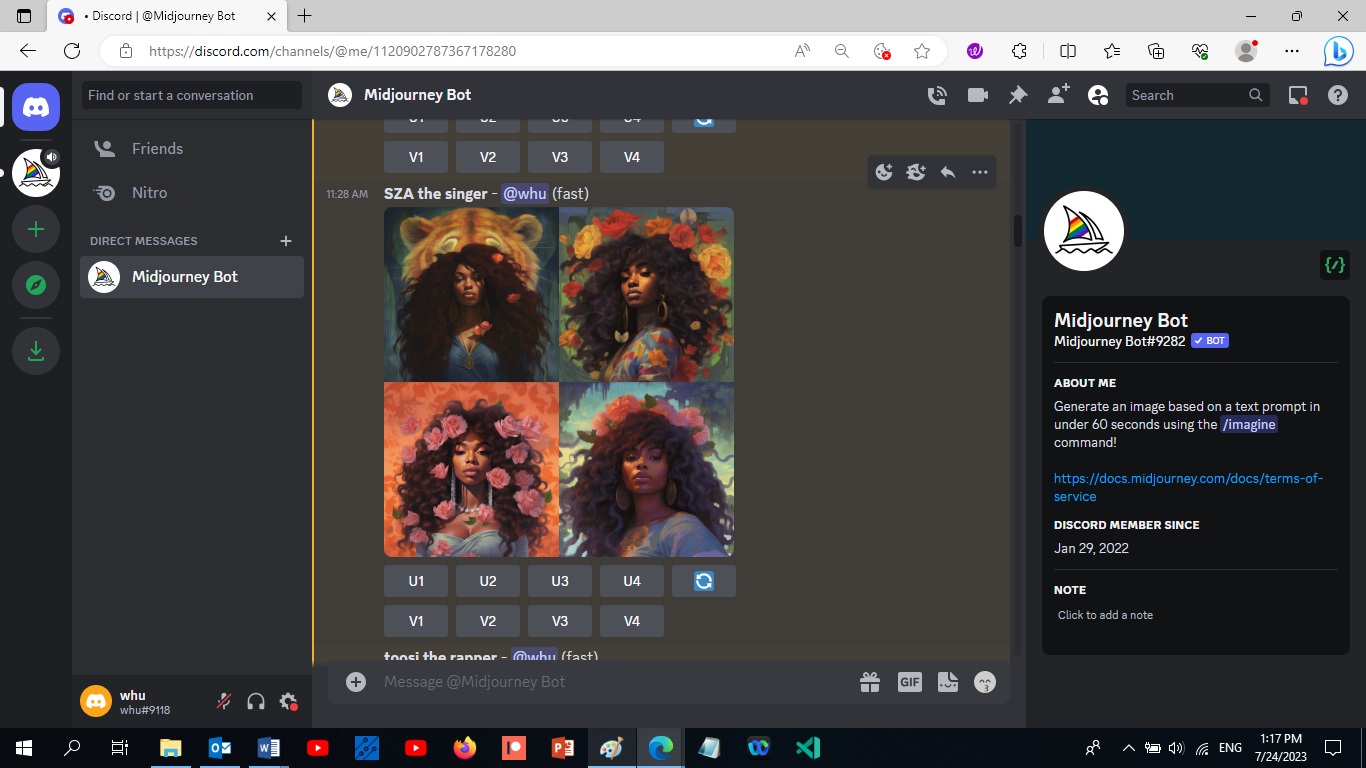 • Discord | @Midjourney Bot
https://discord.com/channels/@me/1120902787367178280
Find or start a conversation
Midjourney Bot
Search
Friends
Nitro
DIRECT MESSAGES
Midjourney Bot
U1 U2 U3 U4
V1 V2 V3 V4
11:28 AM SZA the singer - @whu (fast)
U1 U2 U3 U4
V1 V2 V3 V4
toosi the rapper - @whu (fast)
Message @Midjourney Bot
GIF
whu
whu#9118
Midjourney Bot
Midjourney Bot#9282 BOT
ABOUT ME
Generate an image based on a text prompt in
under 60 seconds using the /imagine
command!
https://docs.midjourney.com/docs/terms-of-
service
DISCORD MEMBER SINCE
Jan 29, 2022
NOTE
Click to add a note
ENG
1:17 PM
7/24/2023